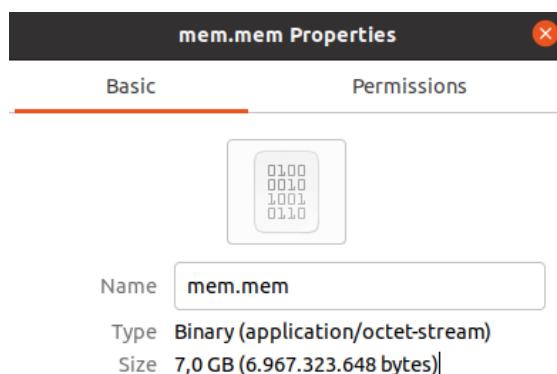 mem.mem Properties
Basic Permissions
0100
0010
1001
0110
Name mem.mem
Type Binary (application/octet-stream)
Size 7,0 GB (6.967.323.648 bytes)